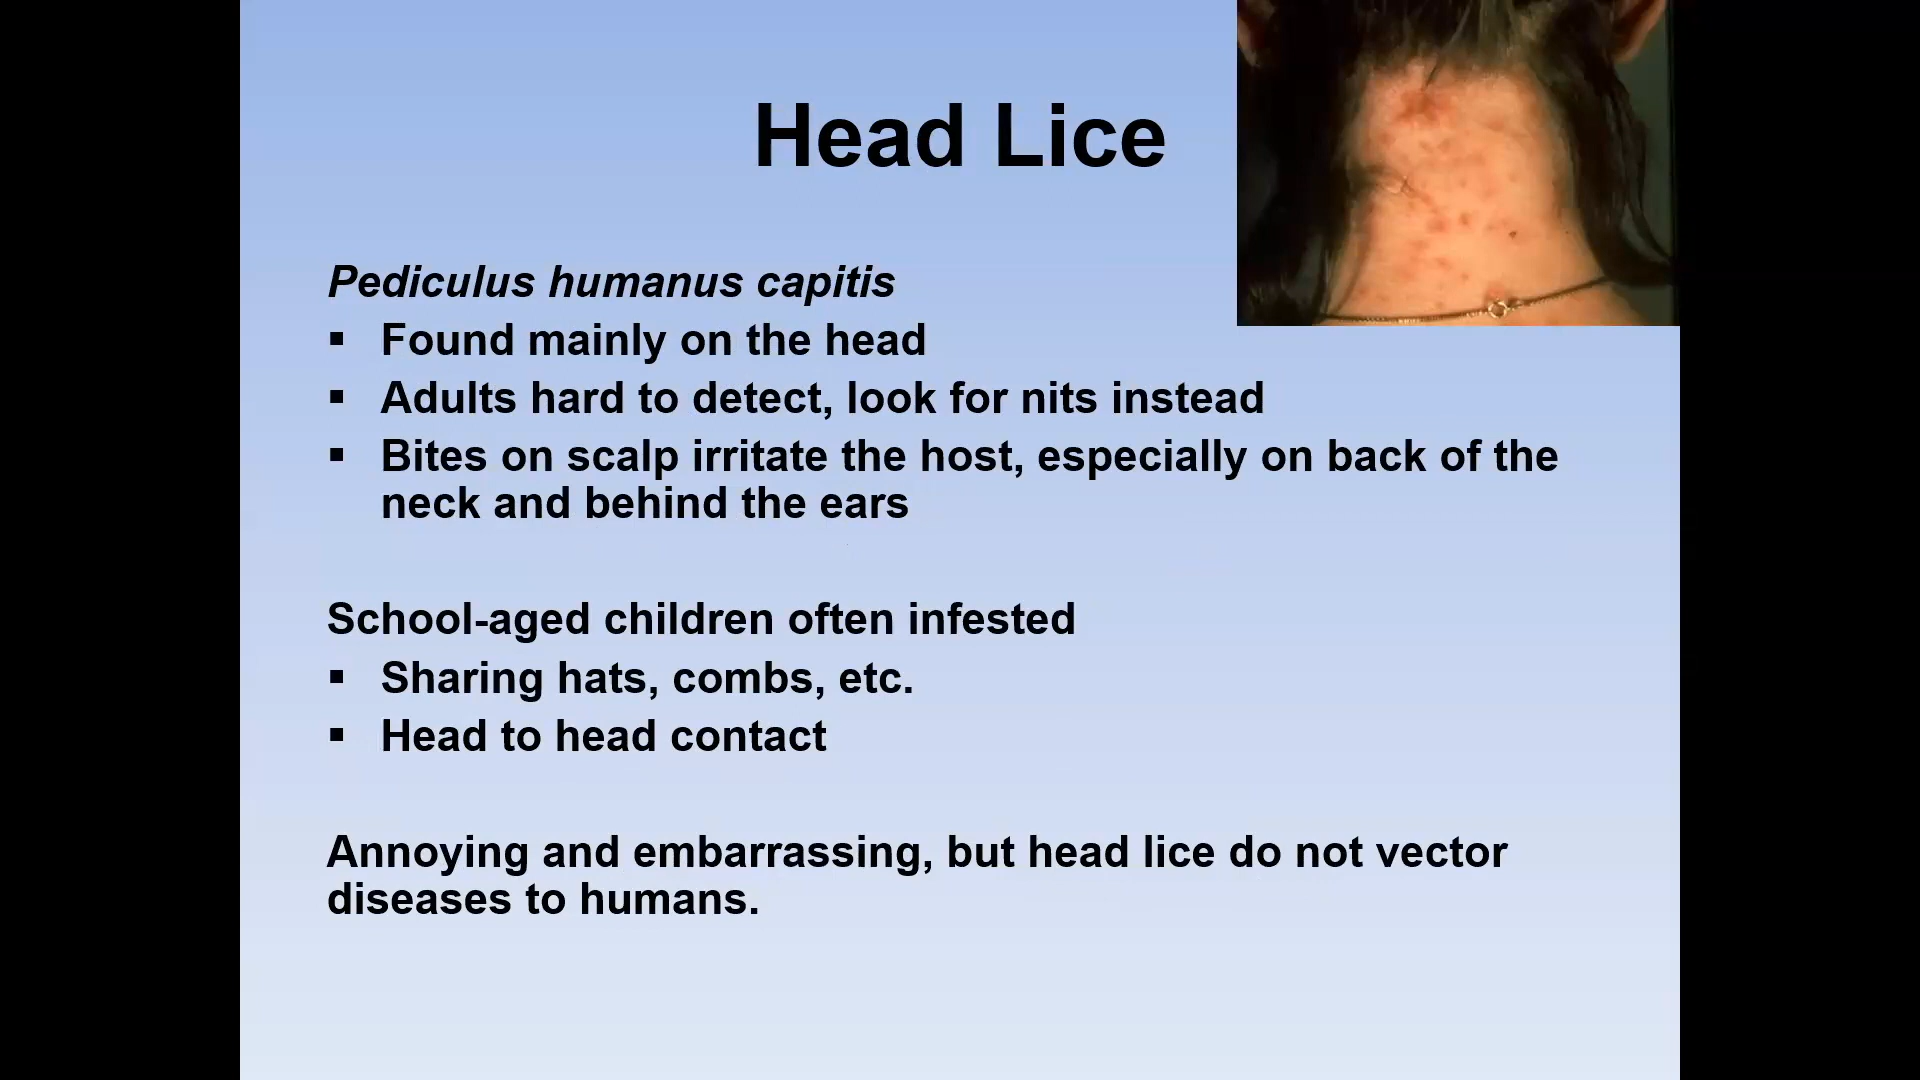 Head Lice
Pediculus humanus capitis
▪ Found mainly on the head
▪ Adults hard to detect, look for nits instead
▪ Bites on scalp irritate the host, especially on back of the
neck and behind the ears
School-aged children often infested
▪ Sharing hats, combs, etc.
▪ Head to head contact
Annoying and embarrassing, but head lice do not vector
diseases to humans.